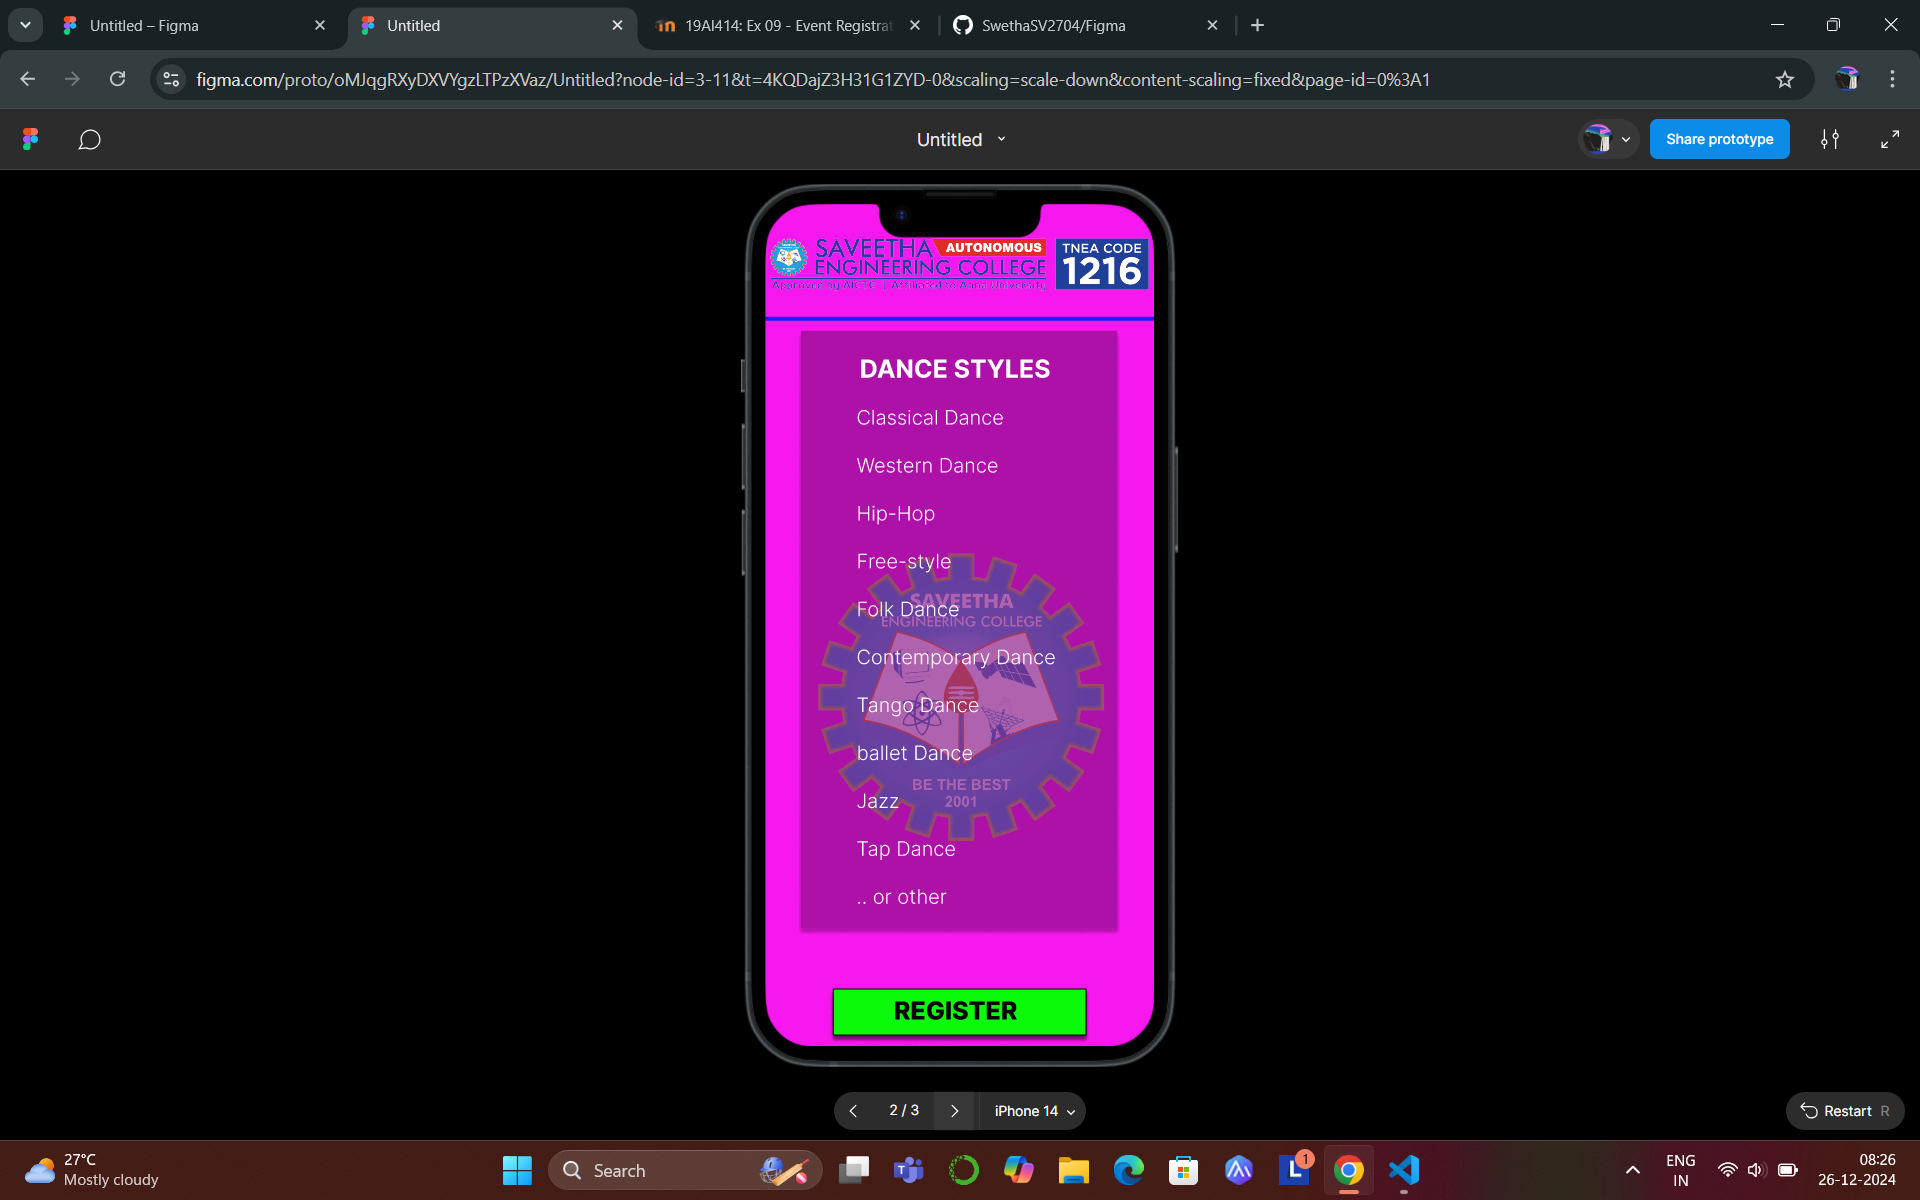 Untitled – Figma
Untitled
19AI414: Ex 09 - Event Registrat
SwethaSV2704/Figma
figma.com/proto/oMJqgRXyDXVYgzLTPzXVaz/Untitled?node-id=3-11&t=4KQDajZ3H31G1ZYD-0&scaling=scale-down&content-scaling=fixed&page-id=0%3A1
Untitled
Share prototype
SAVEETHA AUTONOMOUS
ENGINEERING COLLEGE
Approved by AICTE | Affiliated to Anna University
TNEA CODE
1216
DANCE STYLES
Classical Dance
Western Dance
Hip-Hop
Free-style
SAVEETHA
Folk Dance
ENGINEERING COLLEGE
Contemporary Dance
Tango Dance
ballet Dance
BE THE BEST
2001
Jazz
Tap Dance
.. or other
REGISTER
2 / 3
iPhone 14
Restart R
27°C
Mostly cloudy
Search
1
ENG
IN
08:26
26-12-2024